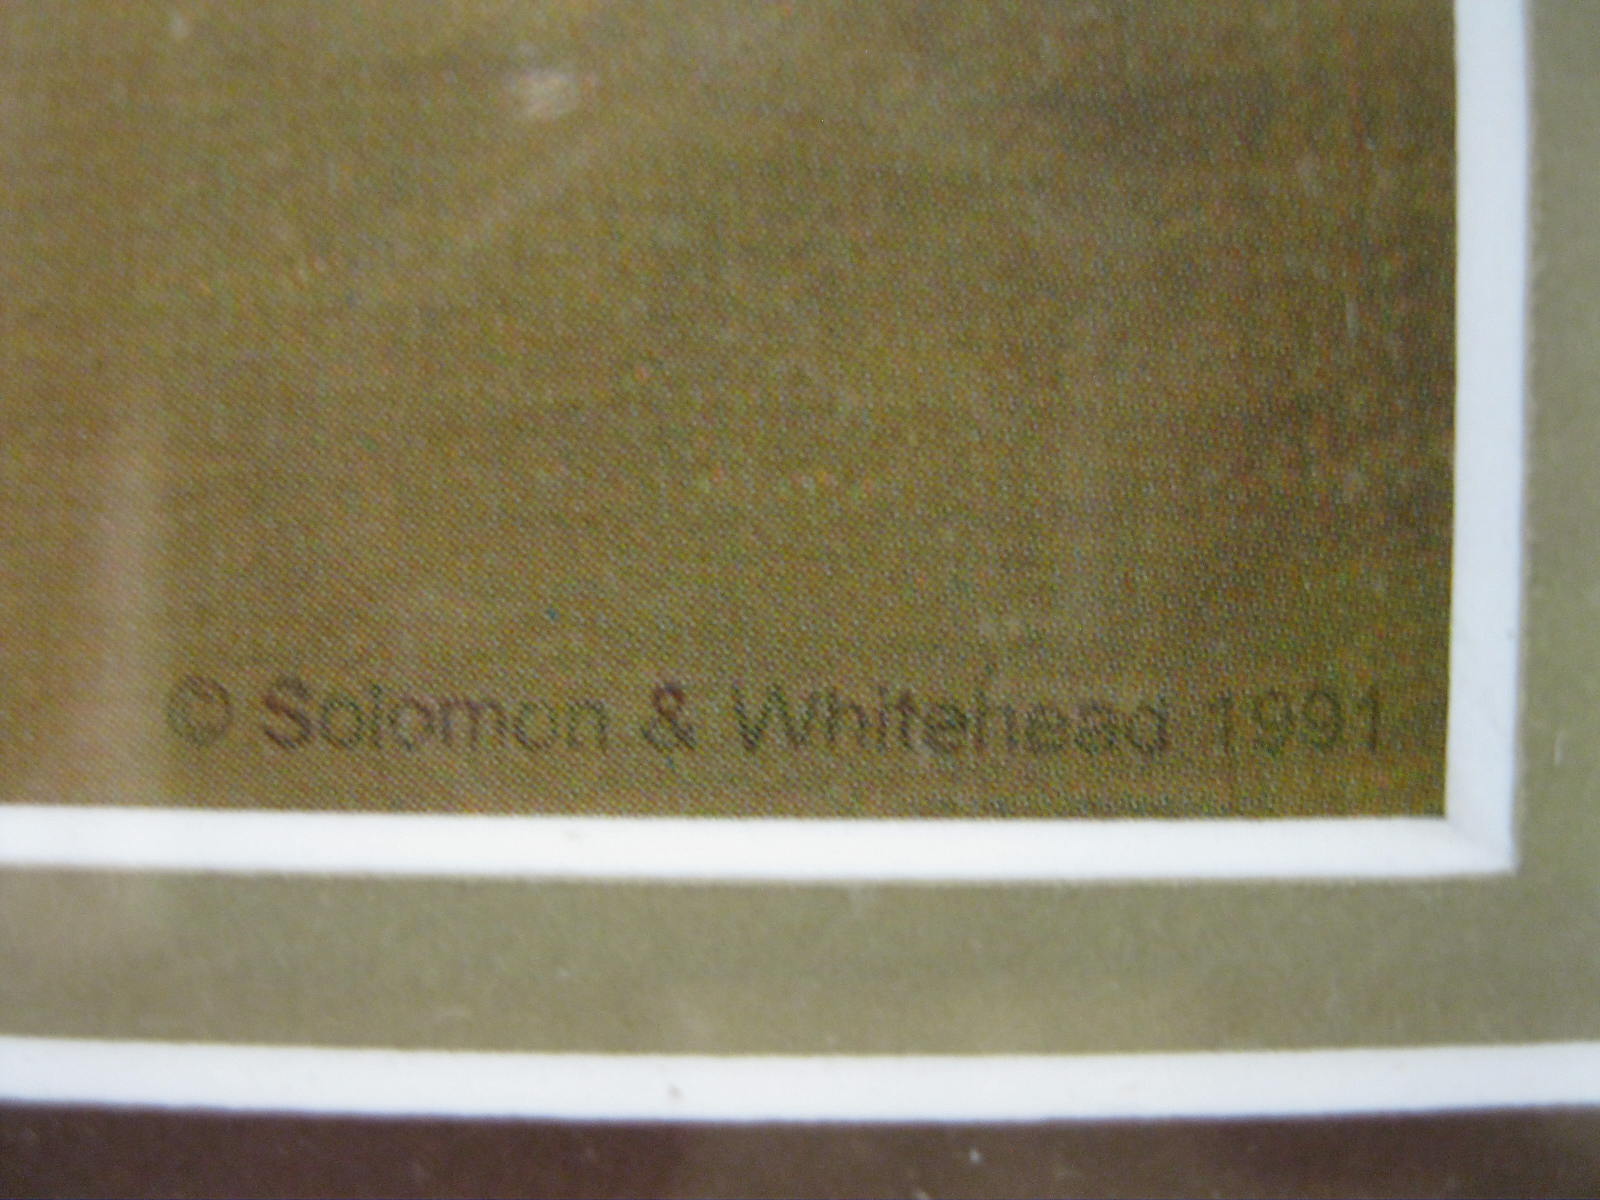 © Solomon & Whitehead 1991